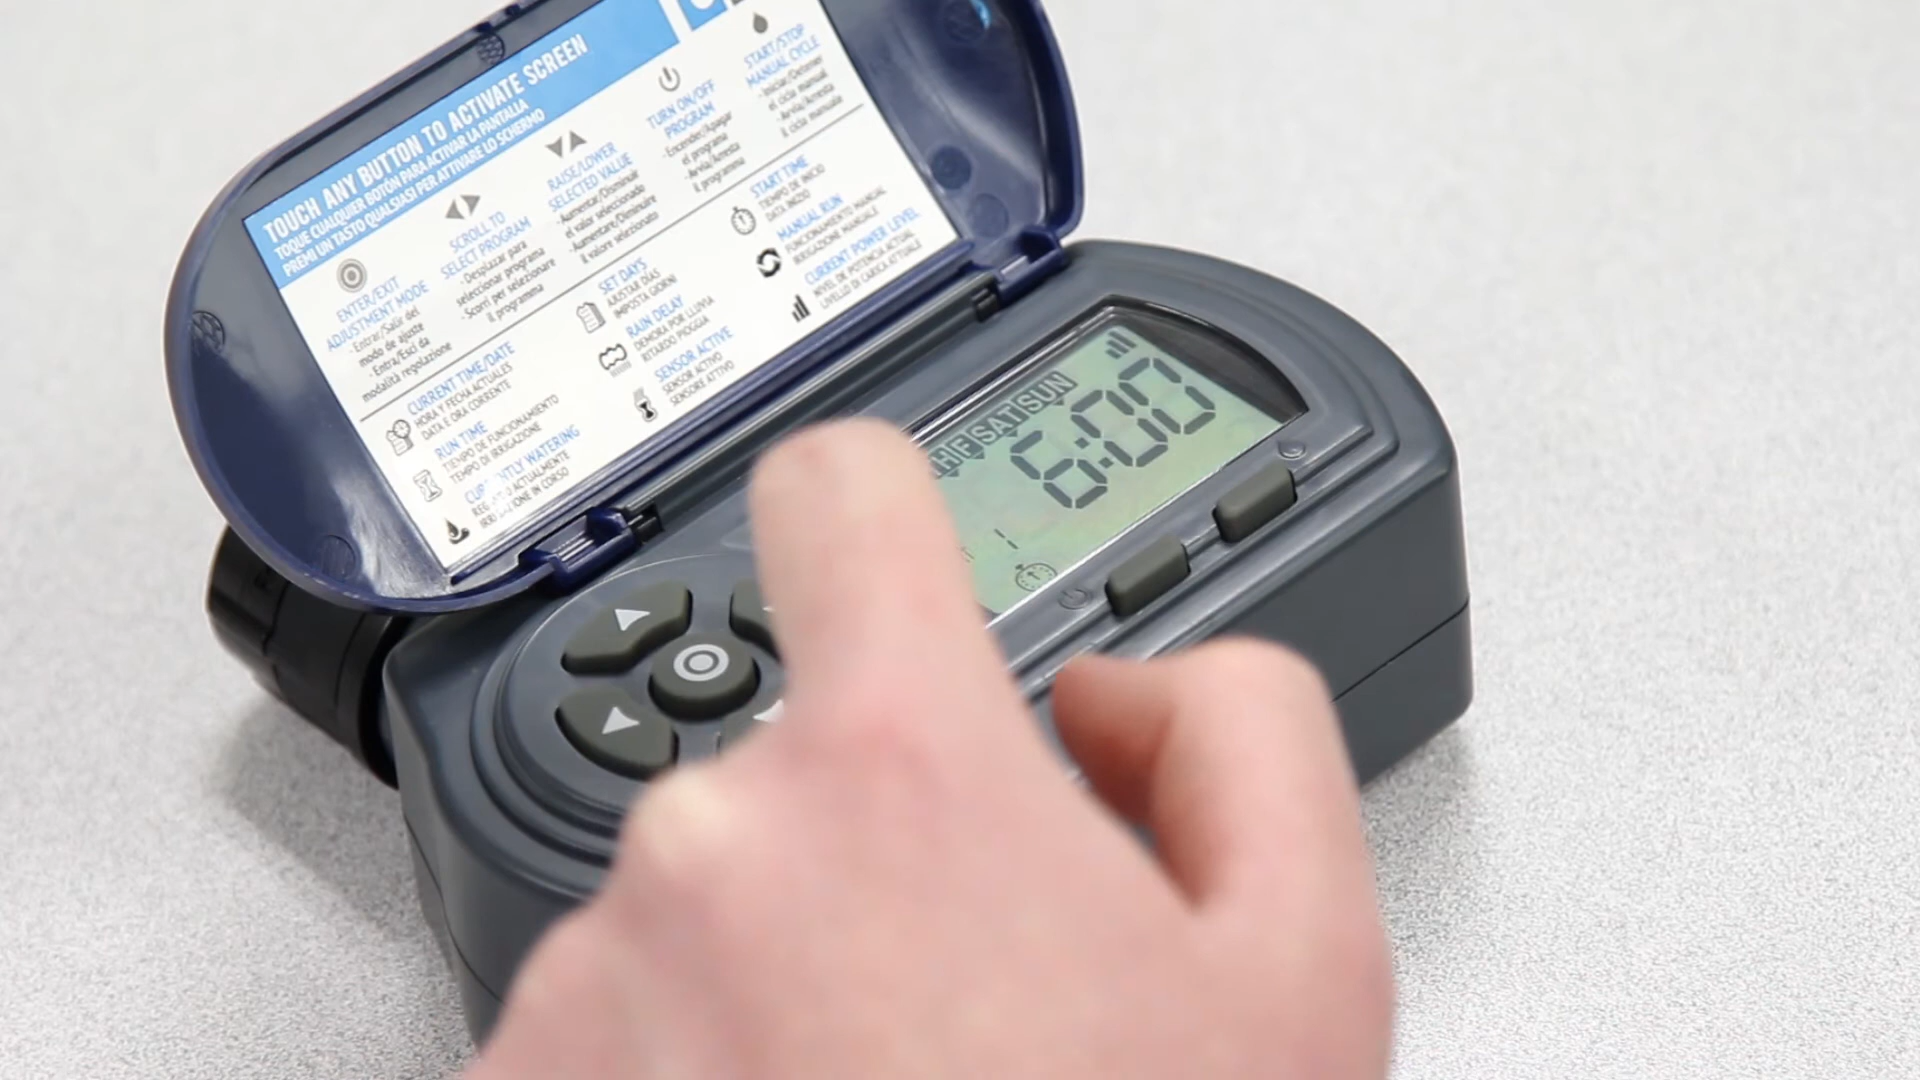 TOUCH ANY BUTTON TO ACTIVATE SCREEN
TOQUE CUALQUIER BOTÓN PARA ACTIVAR LA PANTALLA
PREMI UN TASTO QUALSIASI PER ATTIVARE LO SCHERMO
ENTER/EXIT
ADJUSTMENT MODE
- Entrar/Salir del
modo de ajuste
- Entra/Esci da
modalità regolazione
SCROLL TO
SELECT PROGRAM
- Desplazar para
seleccionar programa
- Scorri per selezionare
il programma
RAISE/LOWER
SELECTED VALUE
- Aumentar/Disminuir
el valor seleccionado
- Aumentare/Diminuire
il valore selezionato
TURN ON/OFF
PROGRAM
- Encender/Apagar
el programa
- Avvia/Arresta
il programma
START/STOP
MANUAL CYCLE
- Iniciar/Detener
el ciclo manual
- Avvia/Arresta
il ciclo manuale
CURRENT TIME/DATE
HORA Y FECHA ACTUALES
DATA E ORA CORRENTE
RUN TIME
TIEMPO DE FUNCIONAMIENTO
TEMPO DI IRRIGAZIONE
WATERING
ACTUALMENTE
IN CORSO
SET DAYS
AJUSTAR DÍAS
IMPOSTA GIORNI
RAIN DELAY
DEMORA POR LLUVIA
RITARDO PIOGGIA
SENSOR ACTIVE
SENSOR ACTIVO
SENSORE ATTIVO
START TIME
TIEMPO DE INICIO
DATA INIZIO
MANUAL RUN
FUNCIONAMIENTO MANUAL
IRRIGAZIONE MANUALE
CURRENT POWER LEVEL
NIVEL DE POTENCIA ACTUAL
LIVELLO DI CARICA ATTUALE
SAT SUN
6:00
1